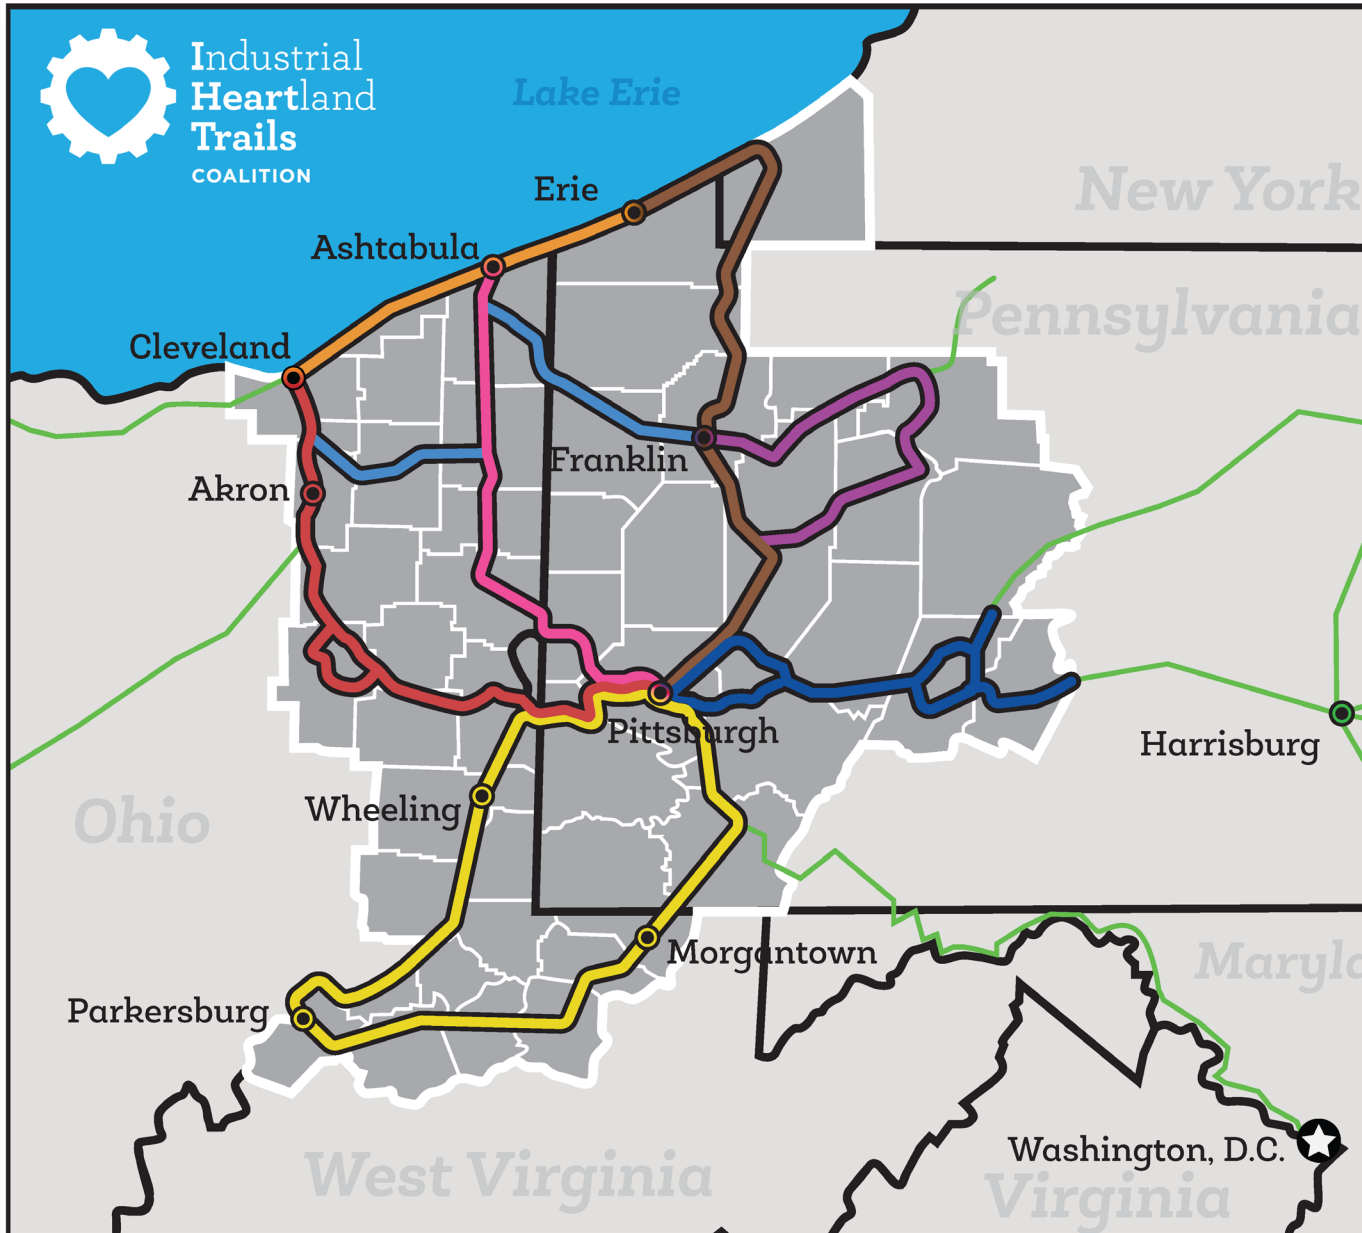 Industrial
Heartland
Trails
COALITION
Lake Erie
New York
Erie
Ashtabula
Pennsylvania
Cleveland
Franklin
Akron
Pittsburgh
Harrisburg
Wheeling
Ohio
Morgantown
Maryla
Parkersburg
Washington, D.C.
West Virginia
Virginia